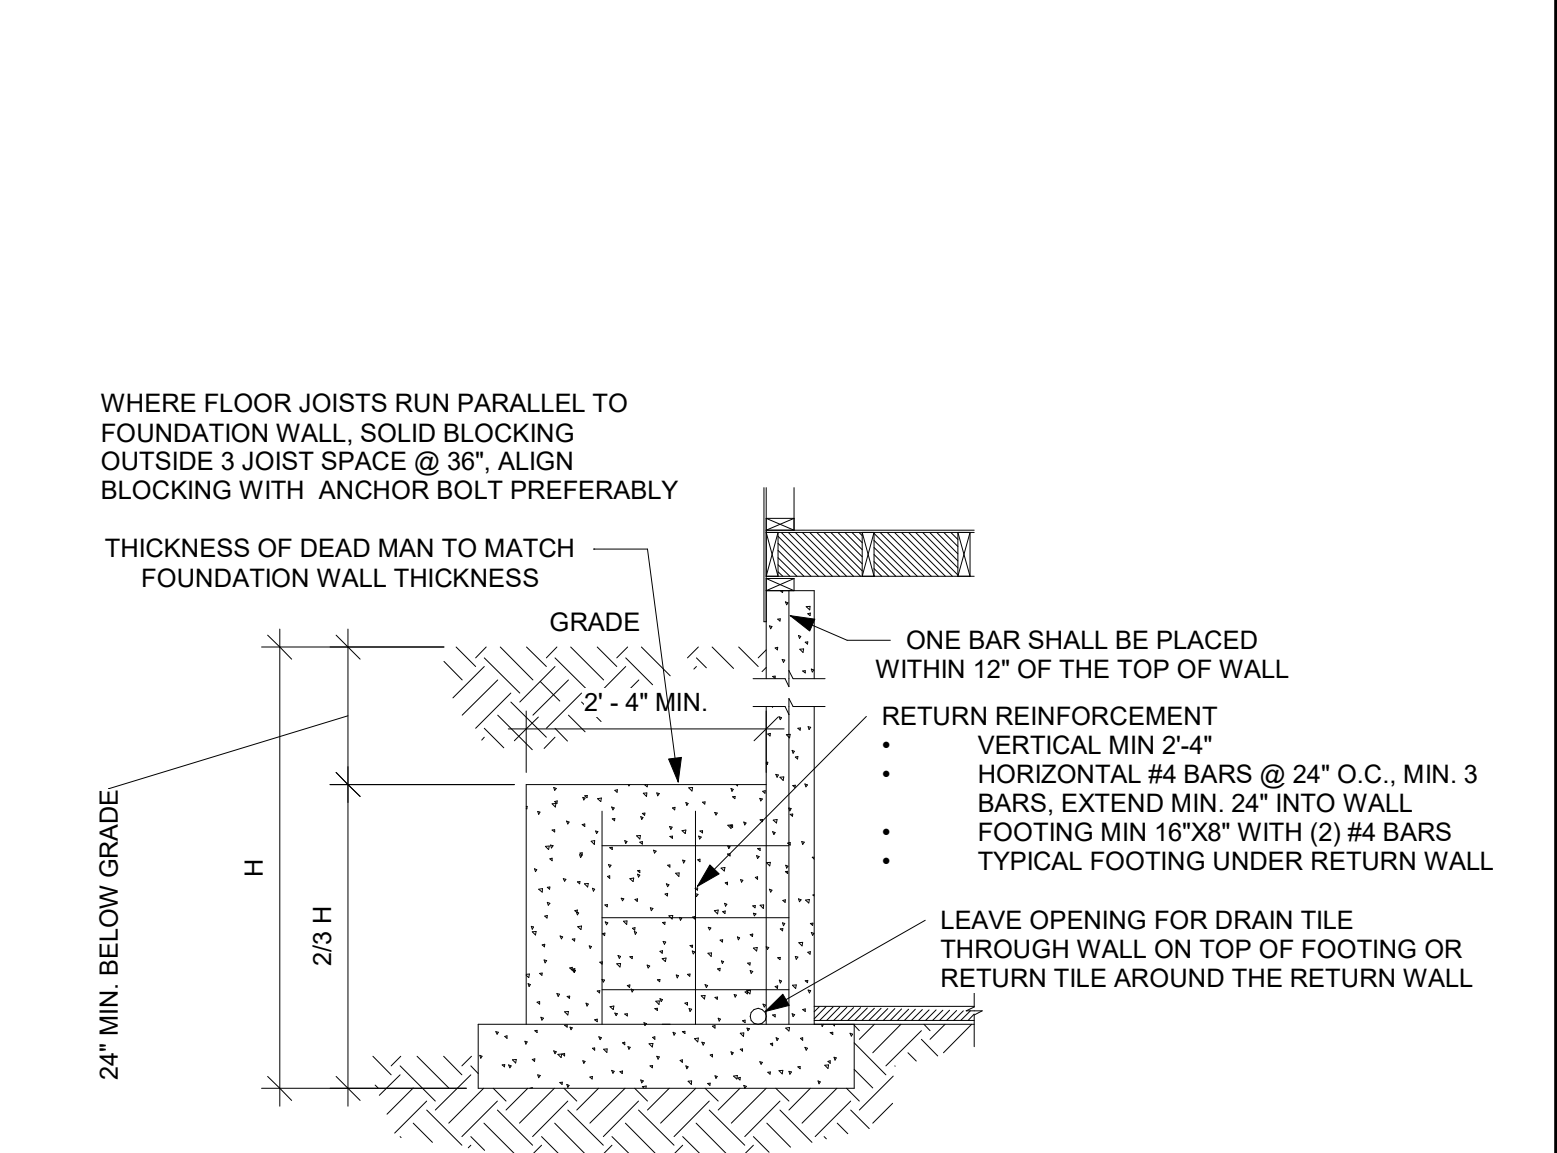 WHERE FLOOR JOISTS RUN PARALLEL TO
FOUNDATION WALL, SOLID BLOCKING
OUTSIDE 3 JOIST SPACE @ 36", ALIGN
BLOCKING WITH ANCHOR BOLT PREFERABLY
THICKNESS OF DEAD MAN TO MATCH
FOUNDATION WALL THICKNESS
GRADE
ONE BAR SHALL BE PLACED
WITHIN 12" OF THE TOP OF WALL
2' - 4" MIN.
RETURN REINFORCEMENT
• VERTICAL MIN 2'-4"
• HORIZONTAL #4 BARS @ 24" O.C., MIN. 3
BARS, EXTEND MIN. 24" INTO WALL
• FOOTING MIN 16"X8" WITH (2) #4 BARS
• TYPICAL FOOTING UNDER RETURN WALL
24" MIN. BELOW GRADE
H
2/3 H
LEAVE OPENING FOR DRAIN TILE
THROUGH WALL ON TOP OF FOOTING OR
RETURN TILE AROUND THE RETURN WALL